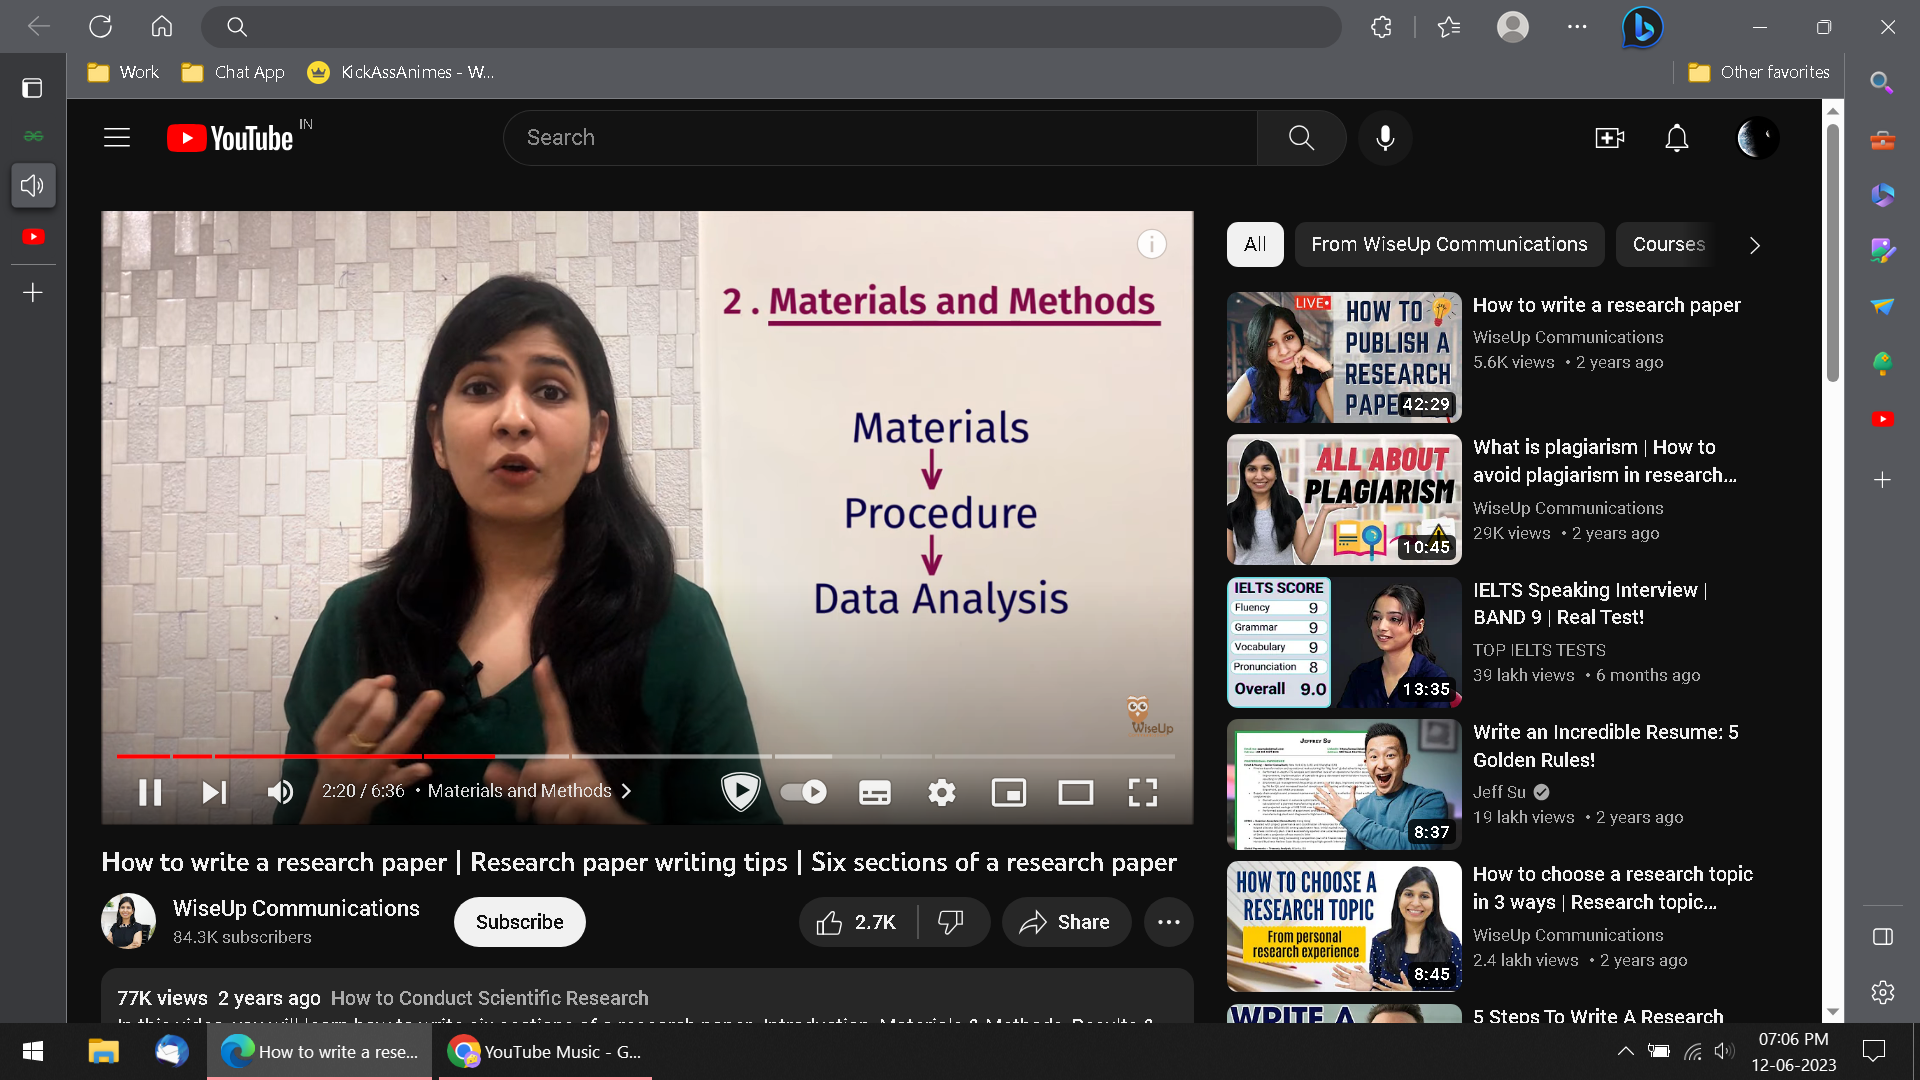 Work
Chat App
KickAssAnimes - W...
Other favorites
YouTube IN
Search
2 . Materials and Methods
Materials
Procedure
Data Analysis
WiseUp
2:20 / 6:36 • Materials and Methods
How to write a research paper | Research paper writing tips | Six sections of a research paper
WiseUp Communications
84.3K subscribers
Subscribe
2.7K
Share
77K views 2 years ago How to Conduct Scientific Research
All
From WiseUp Communications
Courses
LIVE
HOW TO
PUBLISH A
RESEARCH
42:29
How to write a research paper
WiseUp Communications
5.6K views • 2 years ago
ALL ABOUT
PLAGIARISM
10:45
What is plagiarism | How to
avoid plagiarism in research...
WiseUp Communications
29K views • 2 years ago
IELTS SCORE
Fluency 9
Grammar 9
Vocabulary 9
Pronunciation 8
Overall 9.0
13:35
IELTS Speaking Interview |
BAND 9 | Real Test!
TOP IELTS TESTS
39 lakh views • 6 months ago
JEFFREY SU
8:37
Write an Incredible Resume: 5
Golden Rules!
Jeff Su
19 lakh views • 2 years ago
HOW TO CHOOSE A
RESEARCH TOPIC
From personal
research experience
8:45
How to choose a research topic
in 3 ways | Research topic...
WiseUp Communications
2.4 lakh views • 2 years ago
WRITE A
5 Steps To Write A Research
How to write a rese...
YouTube Music - G...
07:06 PM
12-06-2023